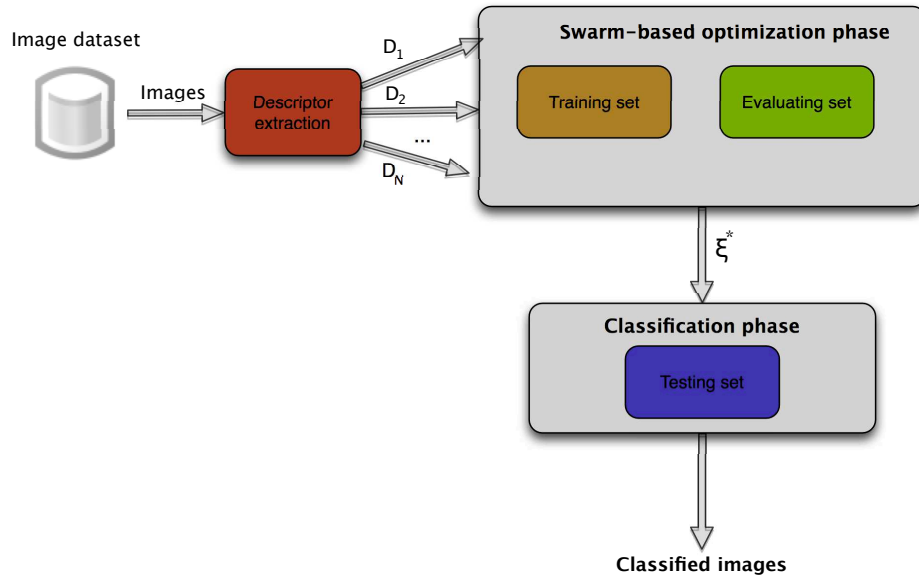 Image dataset
Images
Descriptor
extraction
D1
D2
...
DN
Swarm-based optimization phase
Training set
Evaluating set
ξ*
Classification phase
Testing set
Classified images